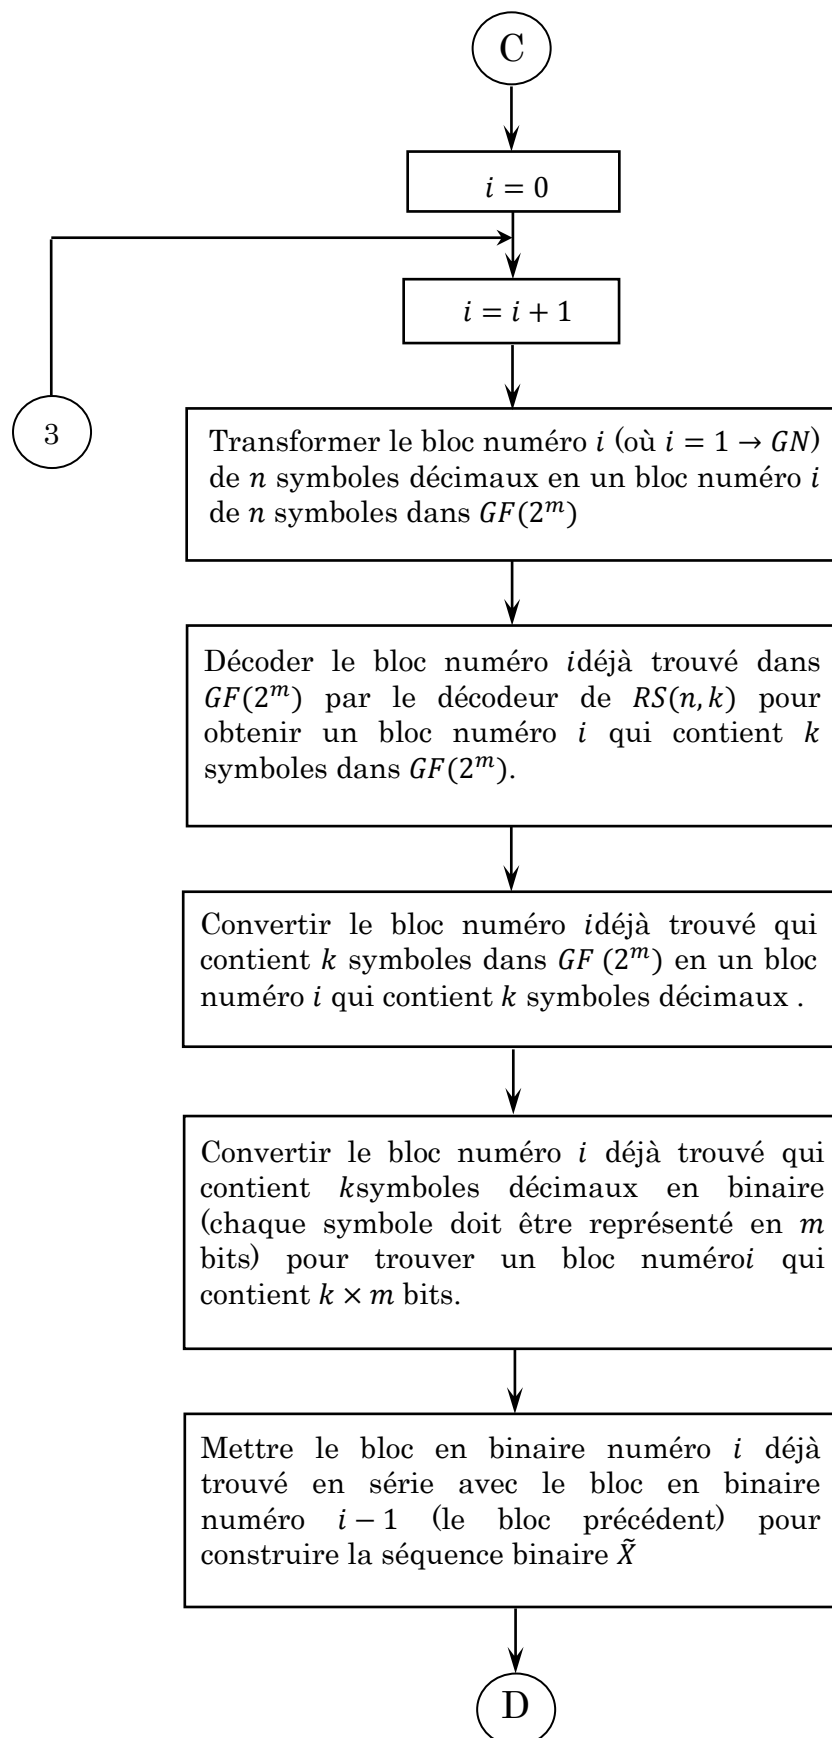 C
i = 0
i = i + 1
3
Transformer le bloc numéro i (où i = 1 → GN)
de n symboles décimaux en un bloc numéro i
de n symboles dans GF(2^m)
Décoder le bloc numéro idéjà trouvé dans
GF(2^m) par le décodeur de RS(n, k) pour
obtenir un bloc numéro i qui contient k
symboles dans GF(2^m).
Convertir le bloc numéro idéjà trouvé qui
contient k symboles dans GF (2^m) en un bloc
numéro i qui contient k symboles décimaux .
Convertir le bloc numéro i déjà trouvé qui
contient ksymboles décimaux en binaire
(chaque symbole doit être représenté en m
bits) pour trouver un bloc numéroi qui
contient k × m bits.
Mettre le bloc en binaire numéro i déjà
trouvé en série avec le bloc en binaire
numéro i − 1 (le bloc précédent) pour
construire la séquence binaire X̃
D